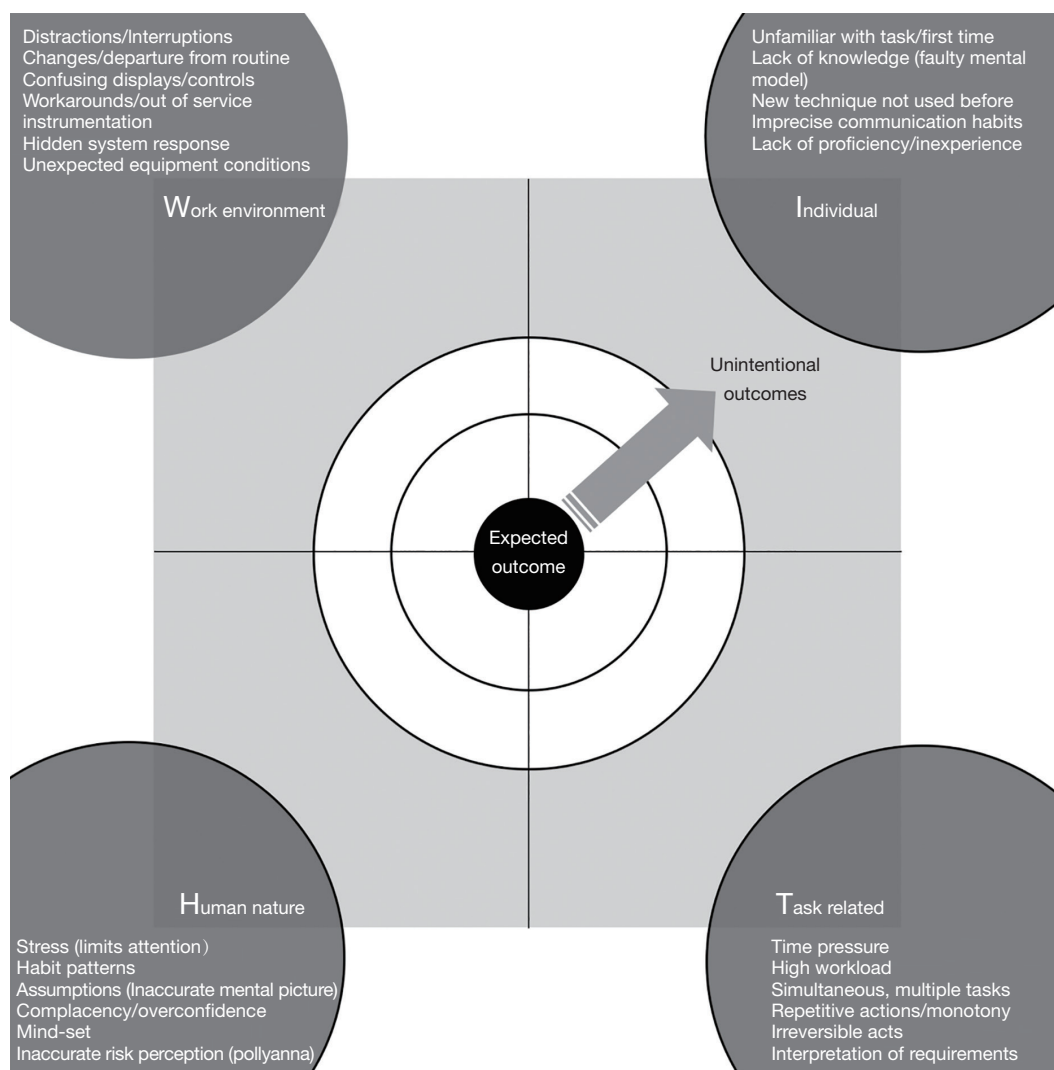 Distractions/Interruptions
Changes/departure from routine
Confusing displays/controls
Workarounds/out of service
instrumentation
Hidden system response
Unexpected equipment conditions
Work environment
Unfamiliar with task/first time
Lack of knowledge (faulty mental
model)
New technique not used before
Imprecise communication habits
Lack of proficiency/inexperience
Individual
Unintentional
outcomes
Expected
outcome
Human nature
Stress (limits attention）
Habit patterns
Assumptions (Inaccurate mental picture)
Complacency/overconfidence
Mind-set
Inaccurate risk perception (pollyanna)
Task related
Time pressure
High workload
Simultaneous, multiple tasks
Repetitive actions/monotony
Irreversible acts
Interpretation of requirements